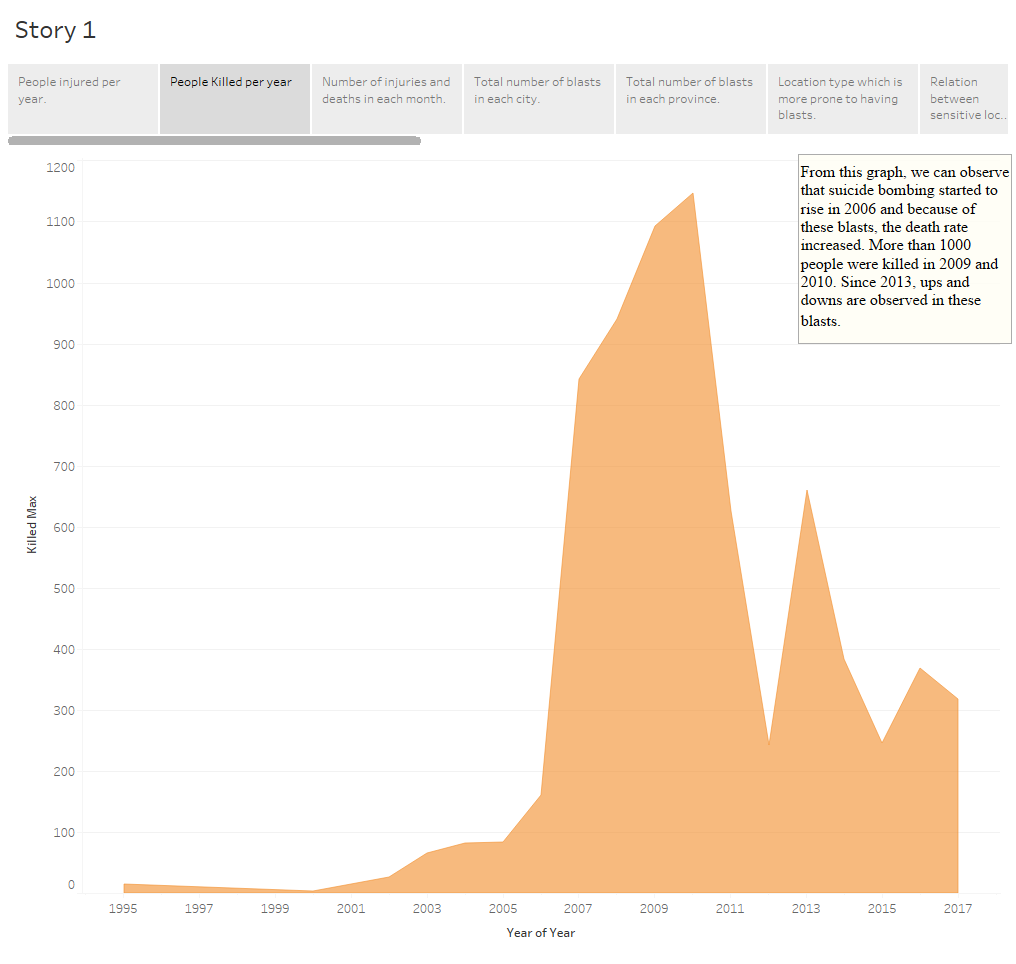 Story 1
People injured per
year.
People Killed per year
Number of injuries and
deaths in each month.
Total number of blasts
in each city.
Total number of blasts
in each province.
Location type which is
more prone to having
blasts.
Relation
between
sensitive loc..
From this graph, we can observe
that suicide bombing started to
rise in 2006 and because of
these blasts, the death rate
increased. More than 1000
people were killed in 2009 and
2010. Since 2013, ups and
downs are observed in these
blasts.
1200
1100
1000
900
800
700
600
500
400
300
200
100
0
Killed Max
1995 1997 1999 2001 2003 2005 2007 2009 2011 2013 2015 2017
Year of Year